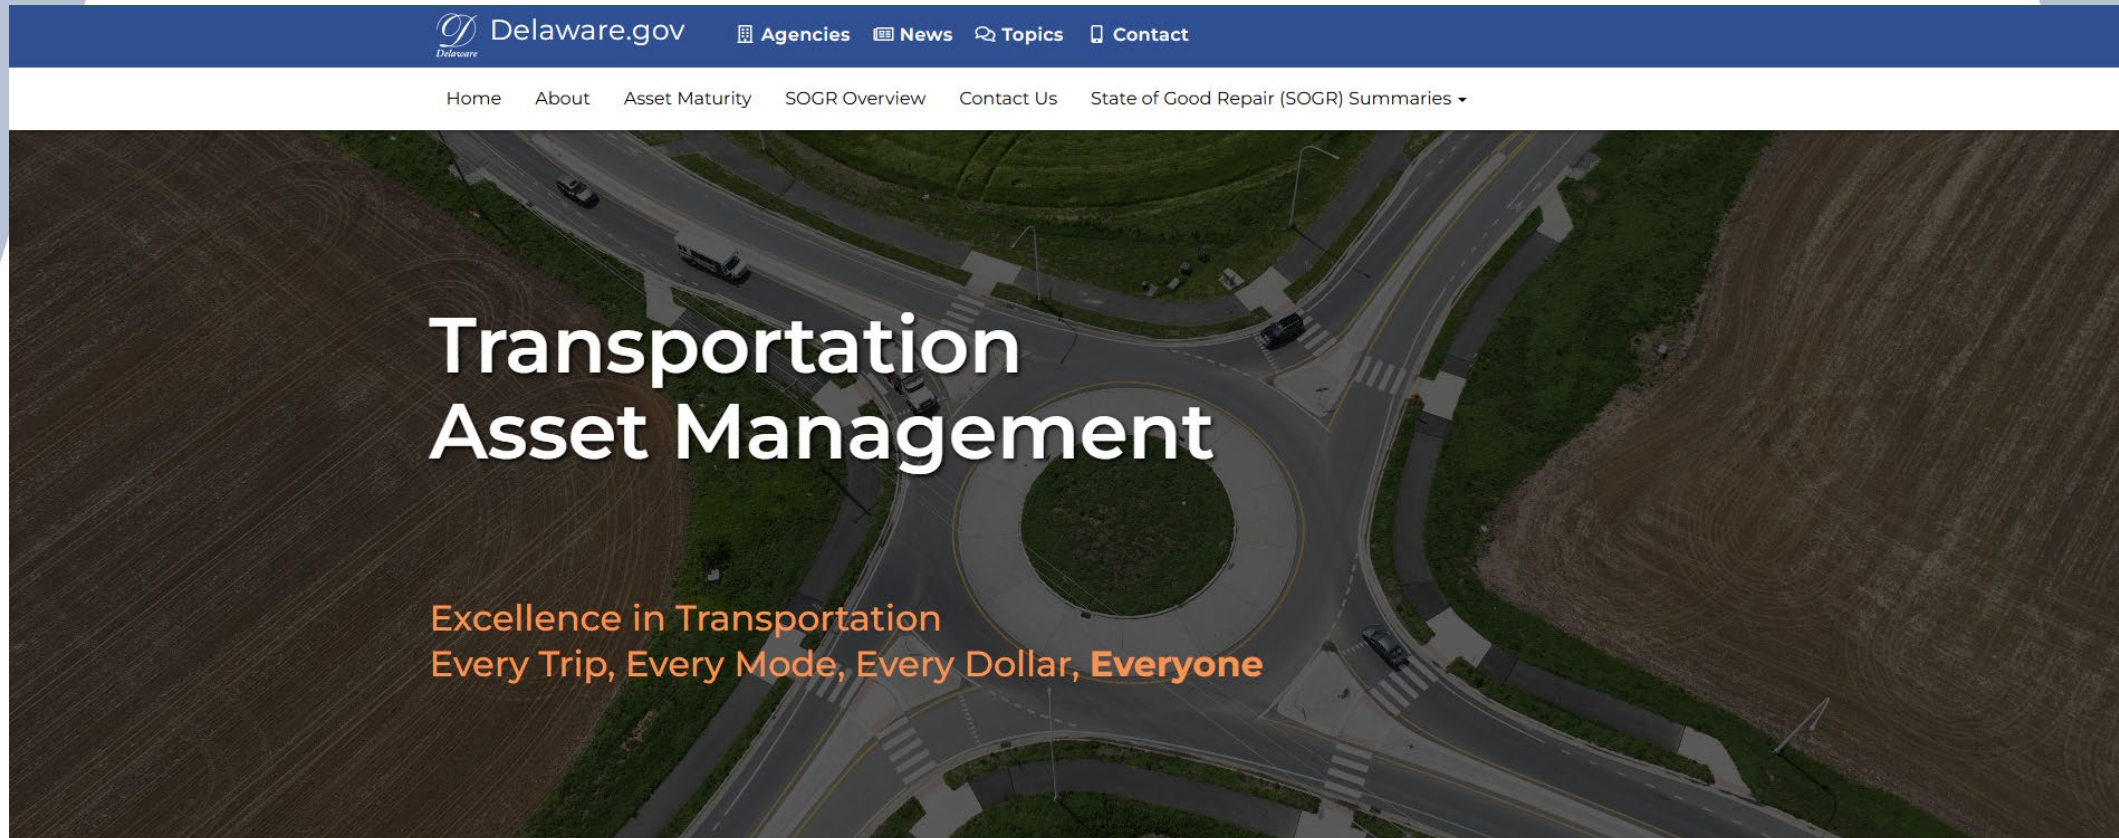 Delaware
Delaware.gov Agencies News Topics Contact
Home About Asset Maturity SOGR Overview Contact Us State of Good Repair (SOGR) Summaries
Transportation
Asset Management
Excellence in Transportation
Every Trip, Every Mode, Every Dollar, Everyone